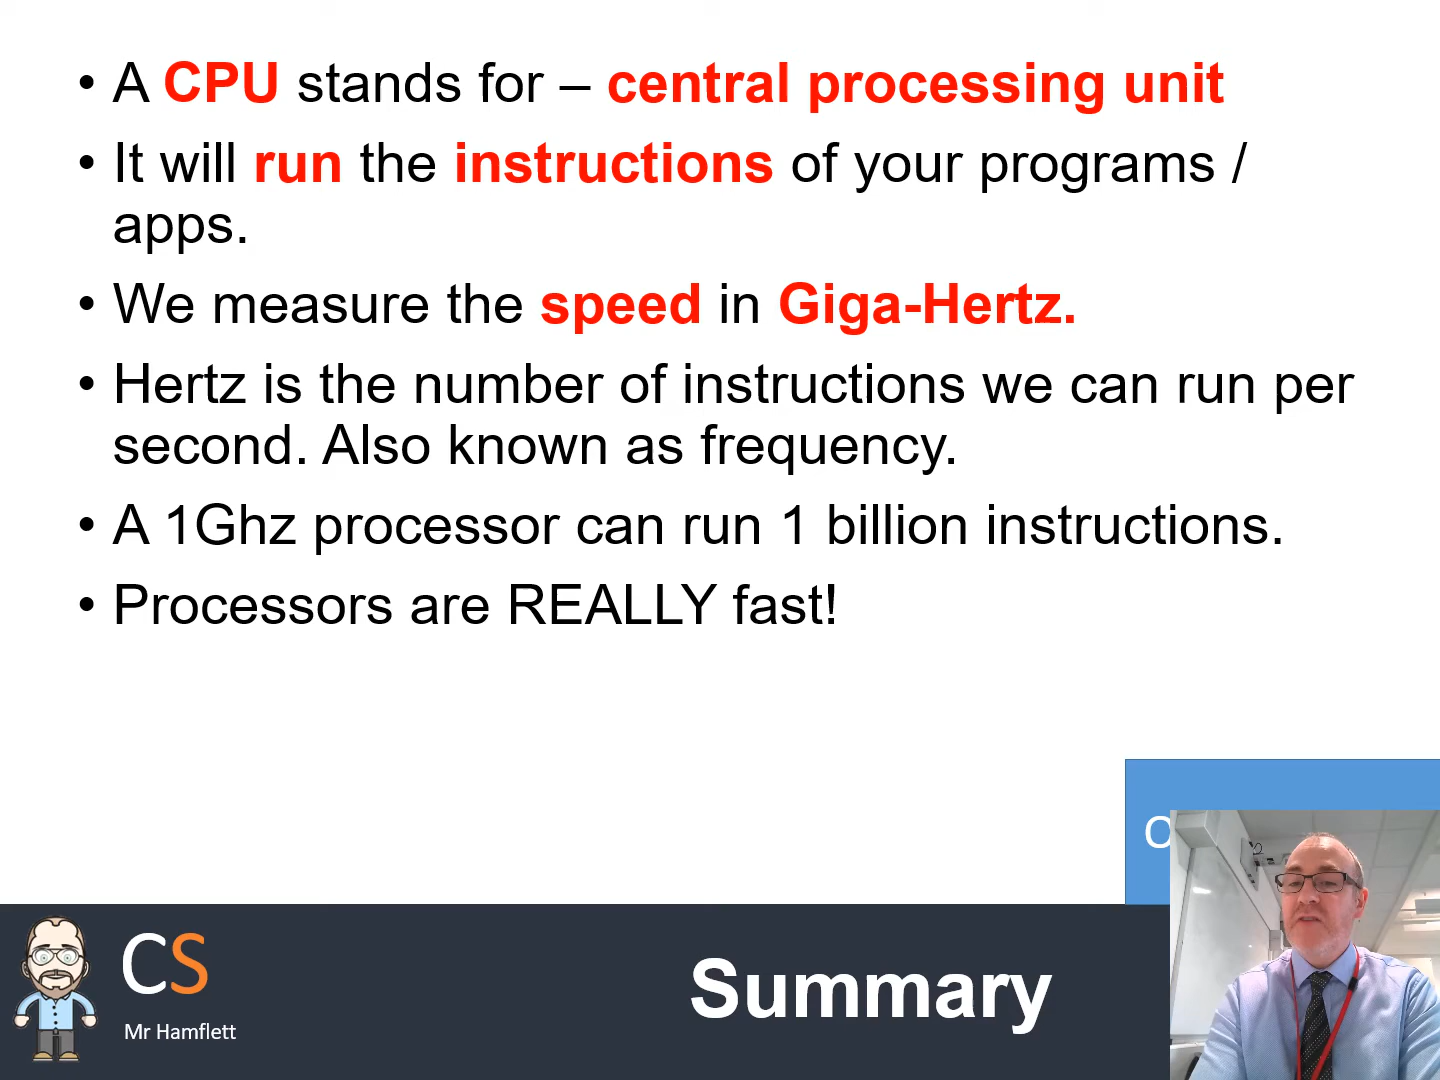 • A CPU stands for – central processing unit
• It will run the instructions of your programs /
apps.
• We measure the speed in Giga-Hertz.
• Hertz is the number of instructions we can run per
second. Also known as frequency.
• A 1Ghz processor can run 1 billion instructions.
• Processors are REALLY fast!
CS
Mr Hamflett
Summary